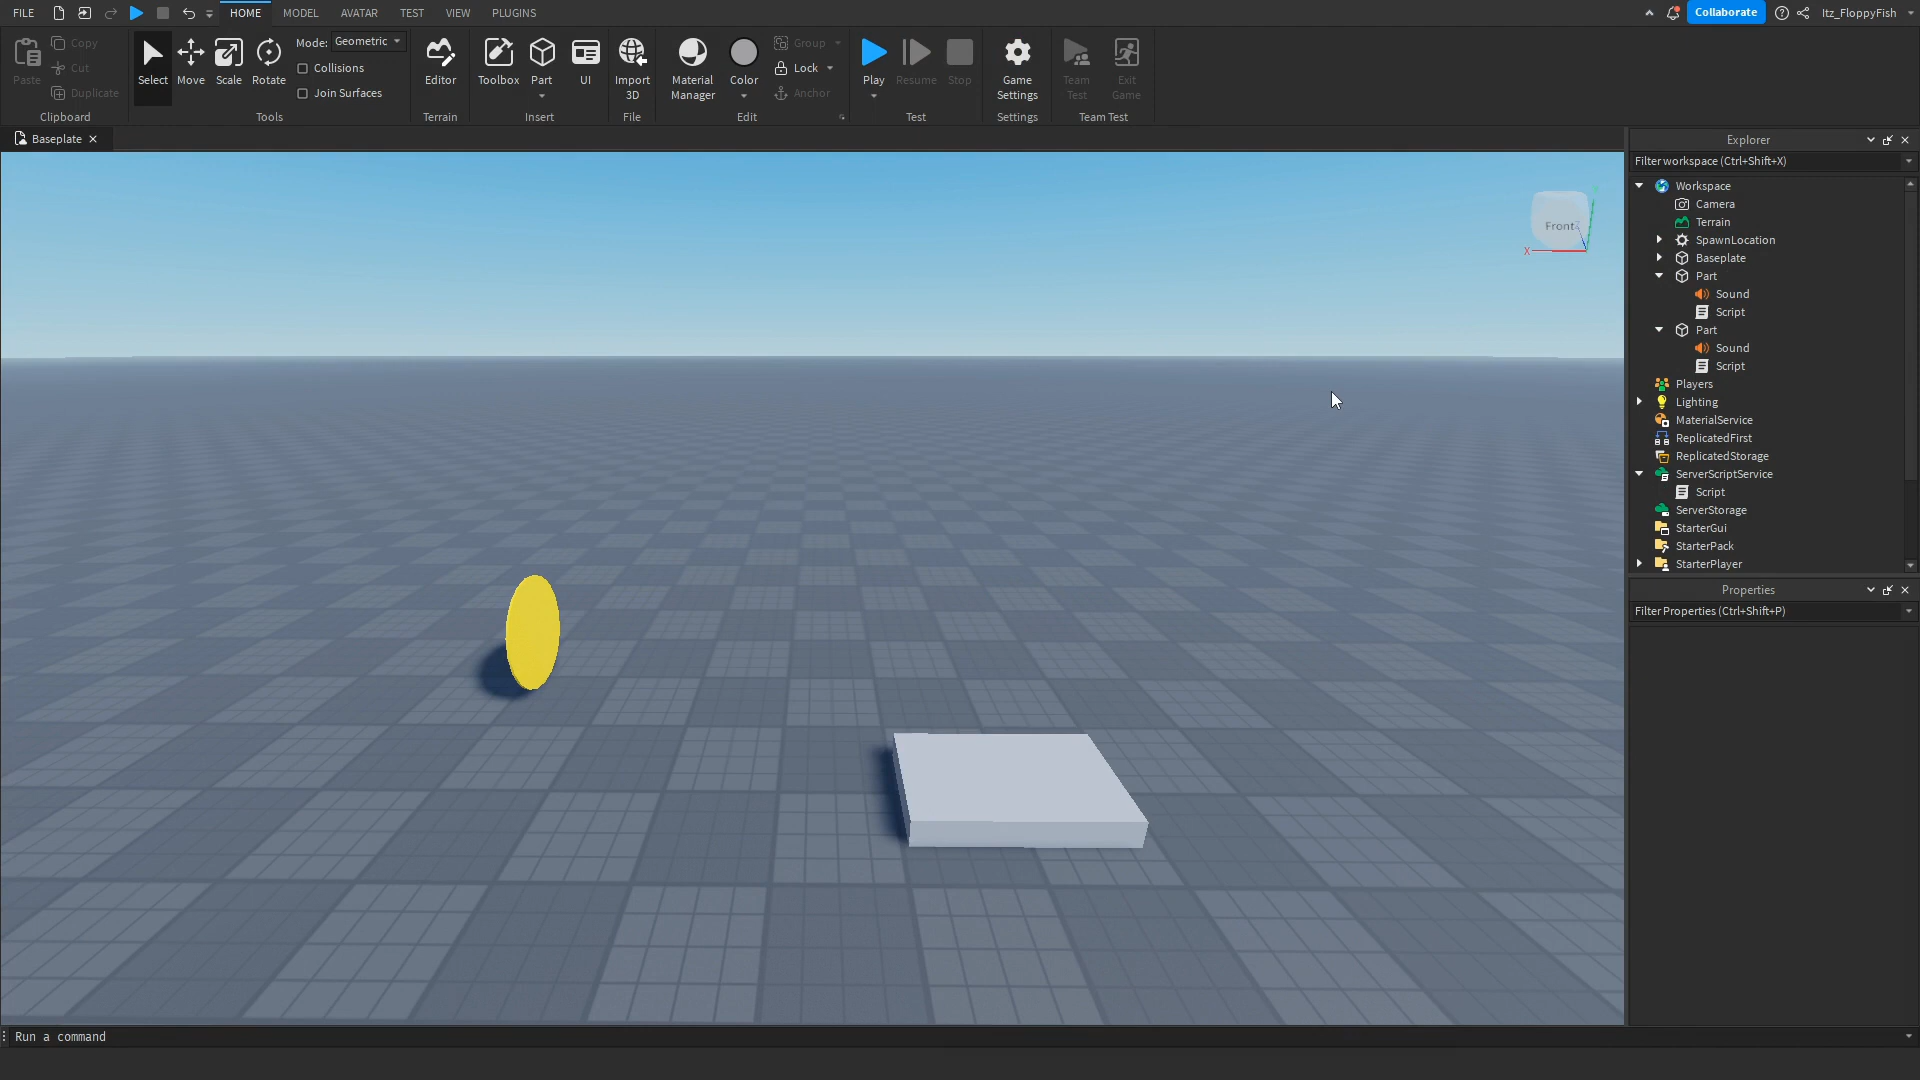 FILE HOME MODEL AVATAR TEST VIEW PLUGINS Collaborate Itz_FloppyFish
Paste Copy Cut Duplicate
Clipboard
Select Move Scale Rotate Mode: Geometric
Collisions
Join Surfaces
Tools
Editor
Terrain
Toolbox Part UI
Insert
Import
3D
File
Material
Manager
Color
Group
Lock
Anchor
Edit
Play Resume Stop
Test
Game
Settings
Settings
Team
Test
Exit
Game
Team Test
Baseplate
Front
X
Explorer
Filter workspace (Ctrl+Shift+X)
Workspace
Camera
Terrain
SpawnLocation
Baseplate
Part
Sound
Script
Part
Sound
Script
Players
Lighting
MaterialService
ReplicatedFirst
ReplicatedStorage
ServerScriptService
Script
ServerStorage
StarterGui
StarterPack
StarterPlayer
Properties
Filter Properties (Ctrl+Shift+P)
Run a command